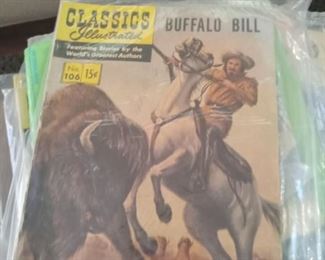 CLASSICS
Illustrated
Featuring Stories by the
World's Greatest Authors
No. 106
15¢
BUFFALO BILL